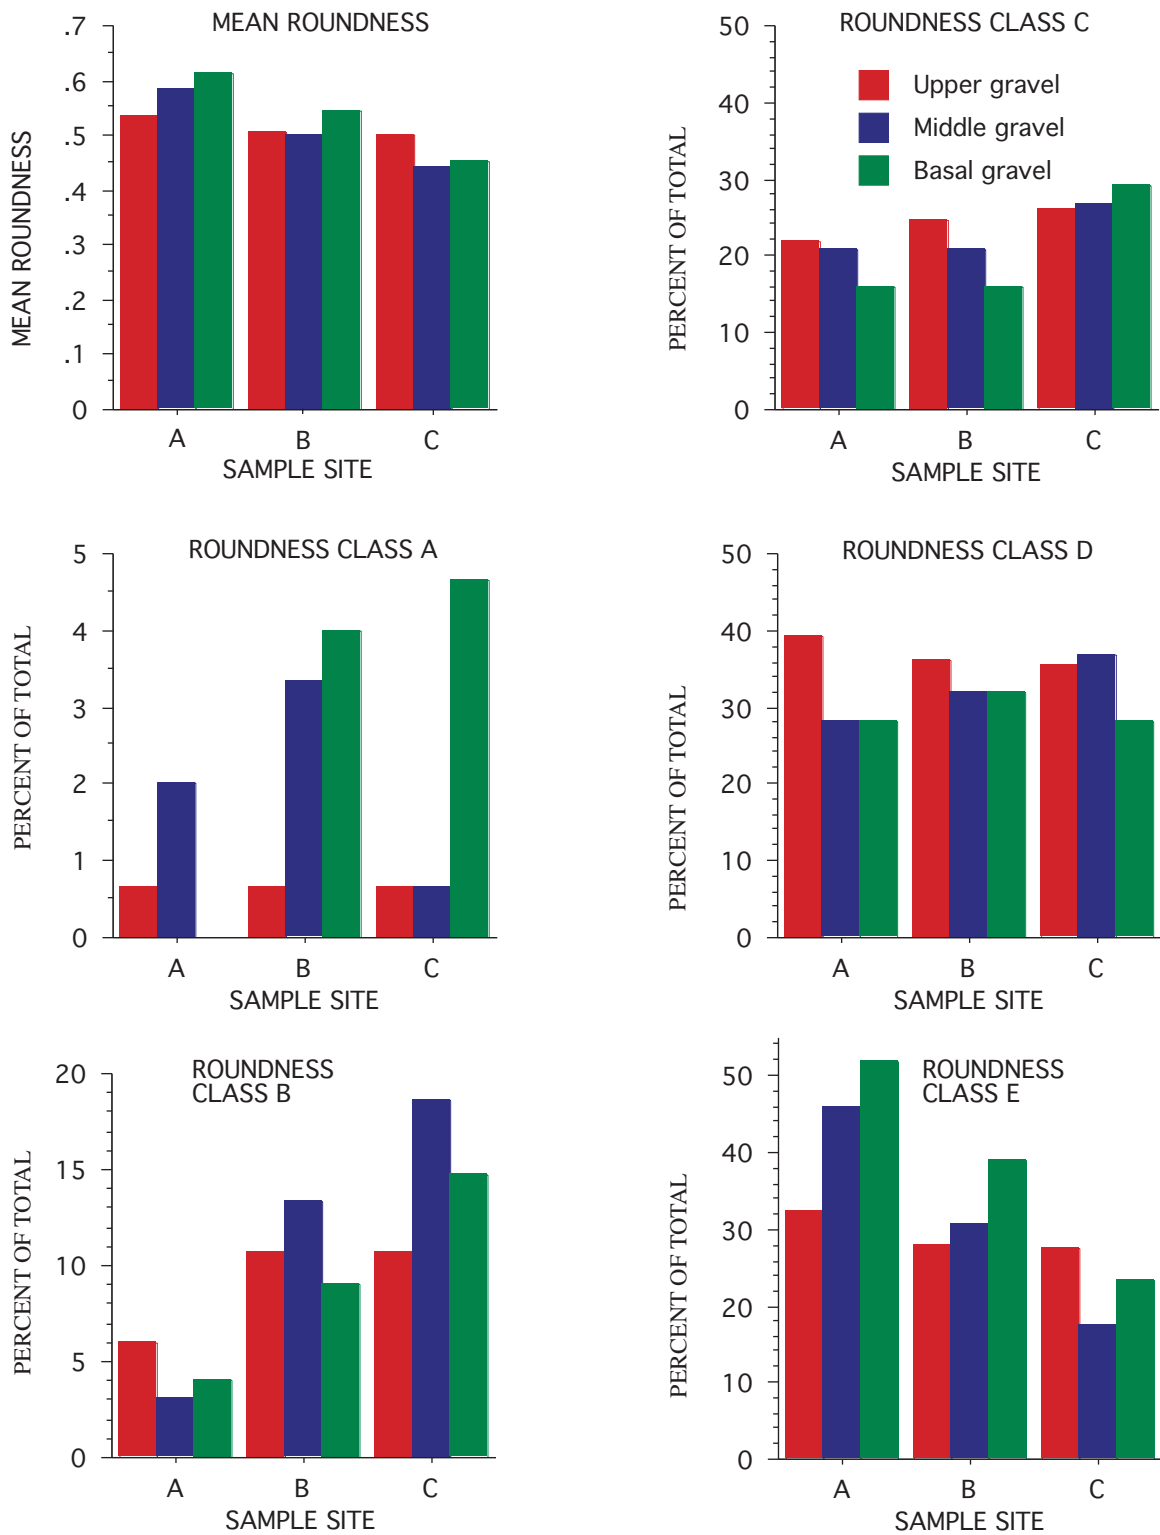 MEAN ROUNDNESS
MEAN ROUNDNESS
.7
.6
.5
.4
.3
.2
.1
0
A B C
SAMPLE SITE
ROUNDNESS CLASS C
PERCENT OF TOTAL
50
40
30
20
10
0
Upper gravel
Middle gravel
Basal gravel
A B C
SAMPLE SITE
ROUNDNESS CLASS A
PERCENT OF TOTAL
5
4
3
2
1
0
A B C
SAMPLE SITE
ROUNDNESS CLASS D
PERCENT OF TOTAL
50
40
30
20
10
0
A B C
SAMPLE SITE
ROUNDNESS
CLASS B
PERCENT OF TOTAL
20
15
10
5
0
A B C
SAMPLE SITE
ROUNDNESS
CLASS E
PERCENT OF TOTAL
50
40
30
20
10
0
A B C
SAMPLE SITE